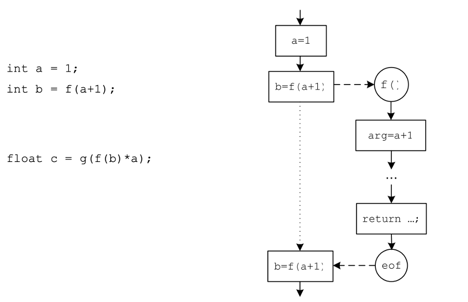 int a = 1;
int b = f(a+1);
float c = g(f(b)*a);
a=1
b=f(a+1)
f()
arg=a+1
...
return …;
b=f(a+1)
eof